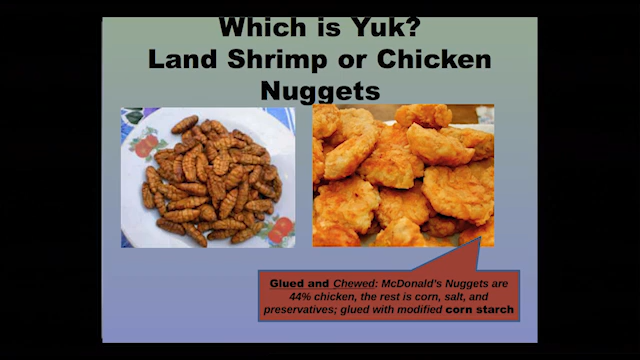 Which is Yuk?
Land Shrimp or Chicken
Nuggets
Glued and Chewed: McDonald's Nuggets are
44% chicken, the rest is corn, salt, and
preservatives; glued with modified corn starch